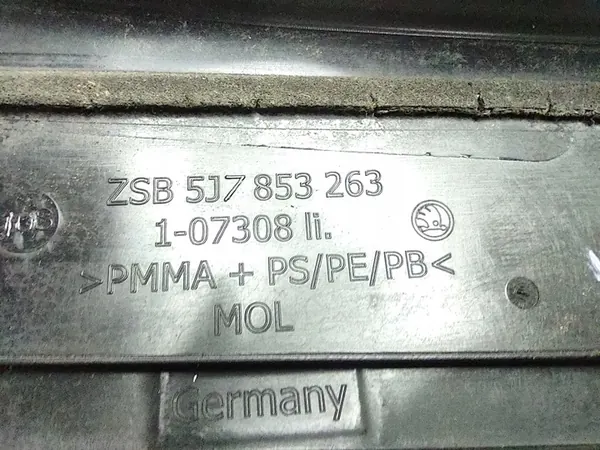 ZSB 5J7 853 263
1-07308 li.
>PMMA + PS/PE/PB<
MOL
Germany